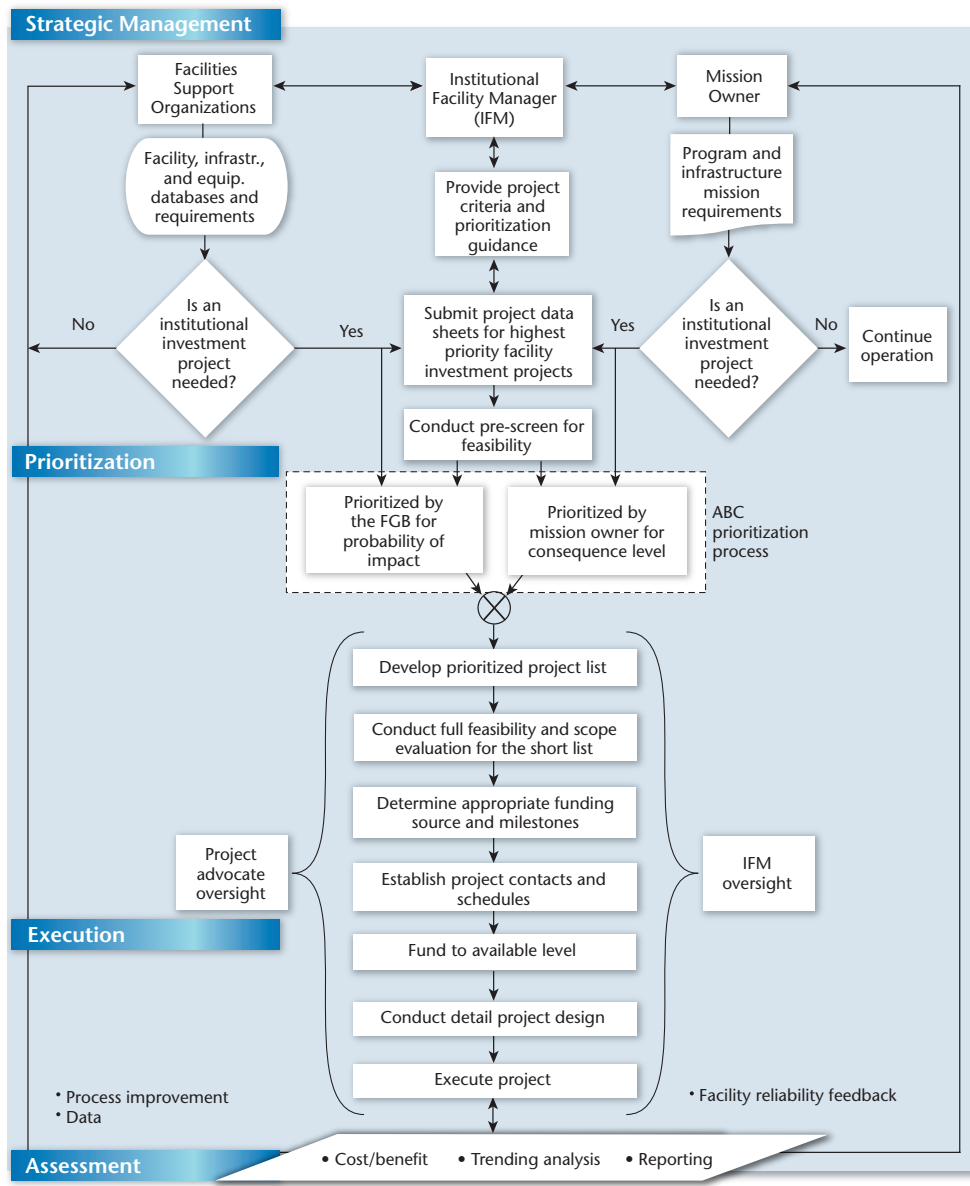 Strategic Management
Facilities
Support
Organizations
Institutional
Facility Manager
(IFM)
Mission
Owner
Facility, infrastr.,
and equip.
databases and
requirements
Provide project
criteria and
prioritization
guidance
Program and
infrastructure
mission
requirements
No
Is an
institutional
investment
project
needed?
Yes
Submit project data
sheets for highest
priority facility
investment projects
Yes
Is an
institutional
investment
project
needed?
No
Continue
operation
Conduct pre-screen for
feasibility
Prioritization
Prioritized by
the FGB for
probability of
impact
Prioritized by
mission owner for
consequence level
ABC
prioritization
process
Develop prioritized project list
Conduct full feasibility and scope
evaluation for the short list
Determine appropriate funding
source and milestones
Project
advocate
oversight
Establish project contacts and
schedules
IFM
oversight
Execution
Fund to available level
Conduct detail project design
Execute project
• Process improvement
• Data
• Facility reliability feedback
Assessment
• Cost/benefit • Trending analysis • Reporting